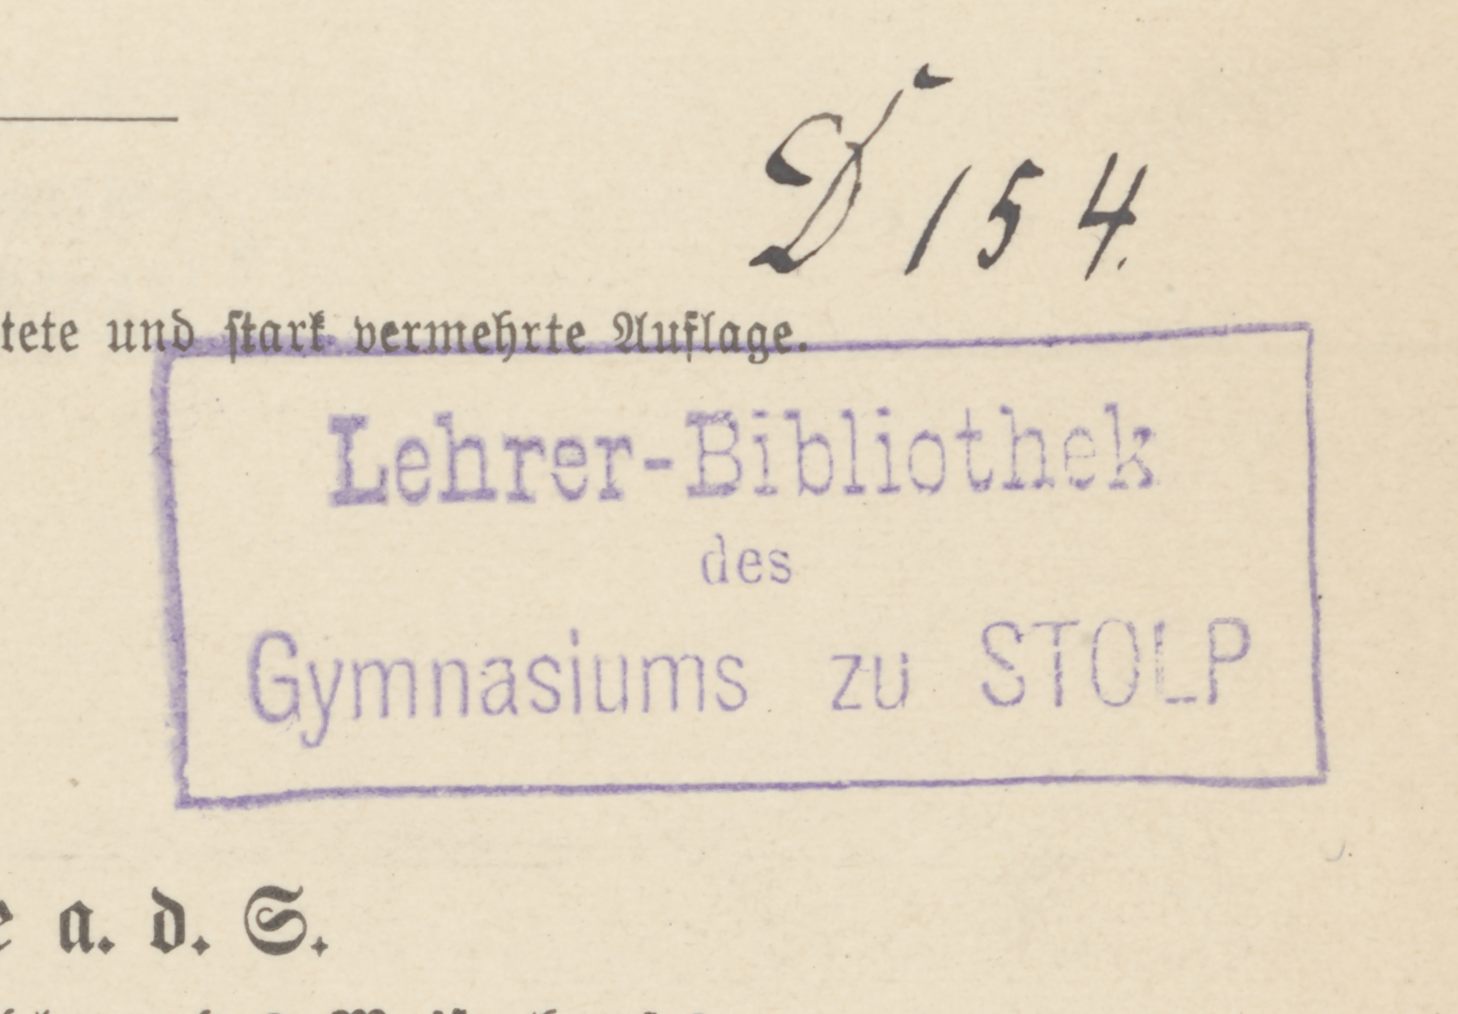 D 154.
tete und stark vermehrte Auflage.
Lehrer-Bibliothek
des
Gymnasiums zu STOLP
e a. d. S.